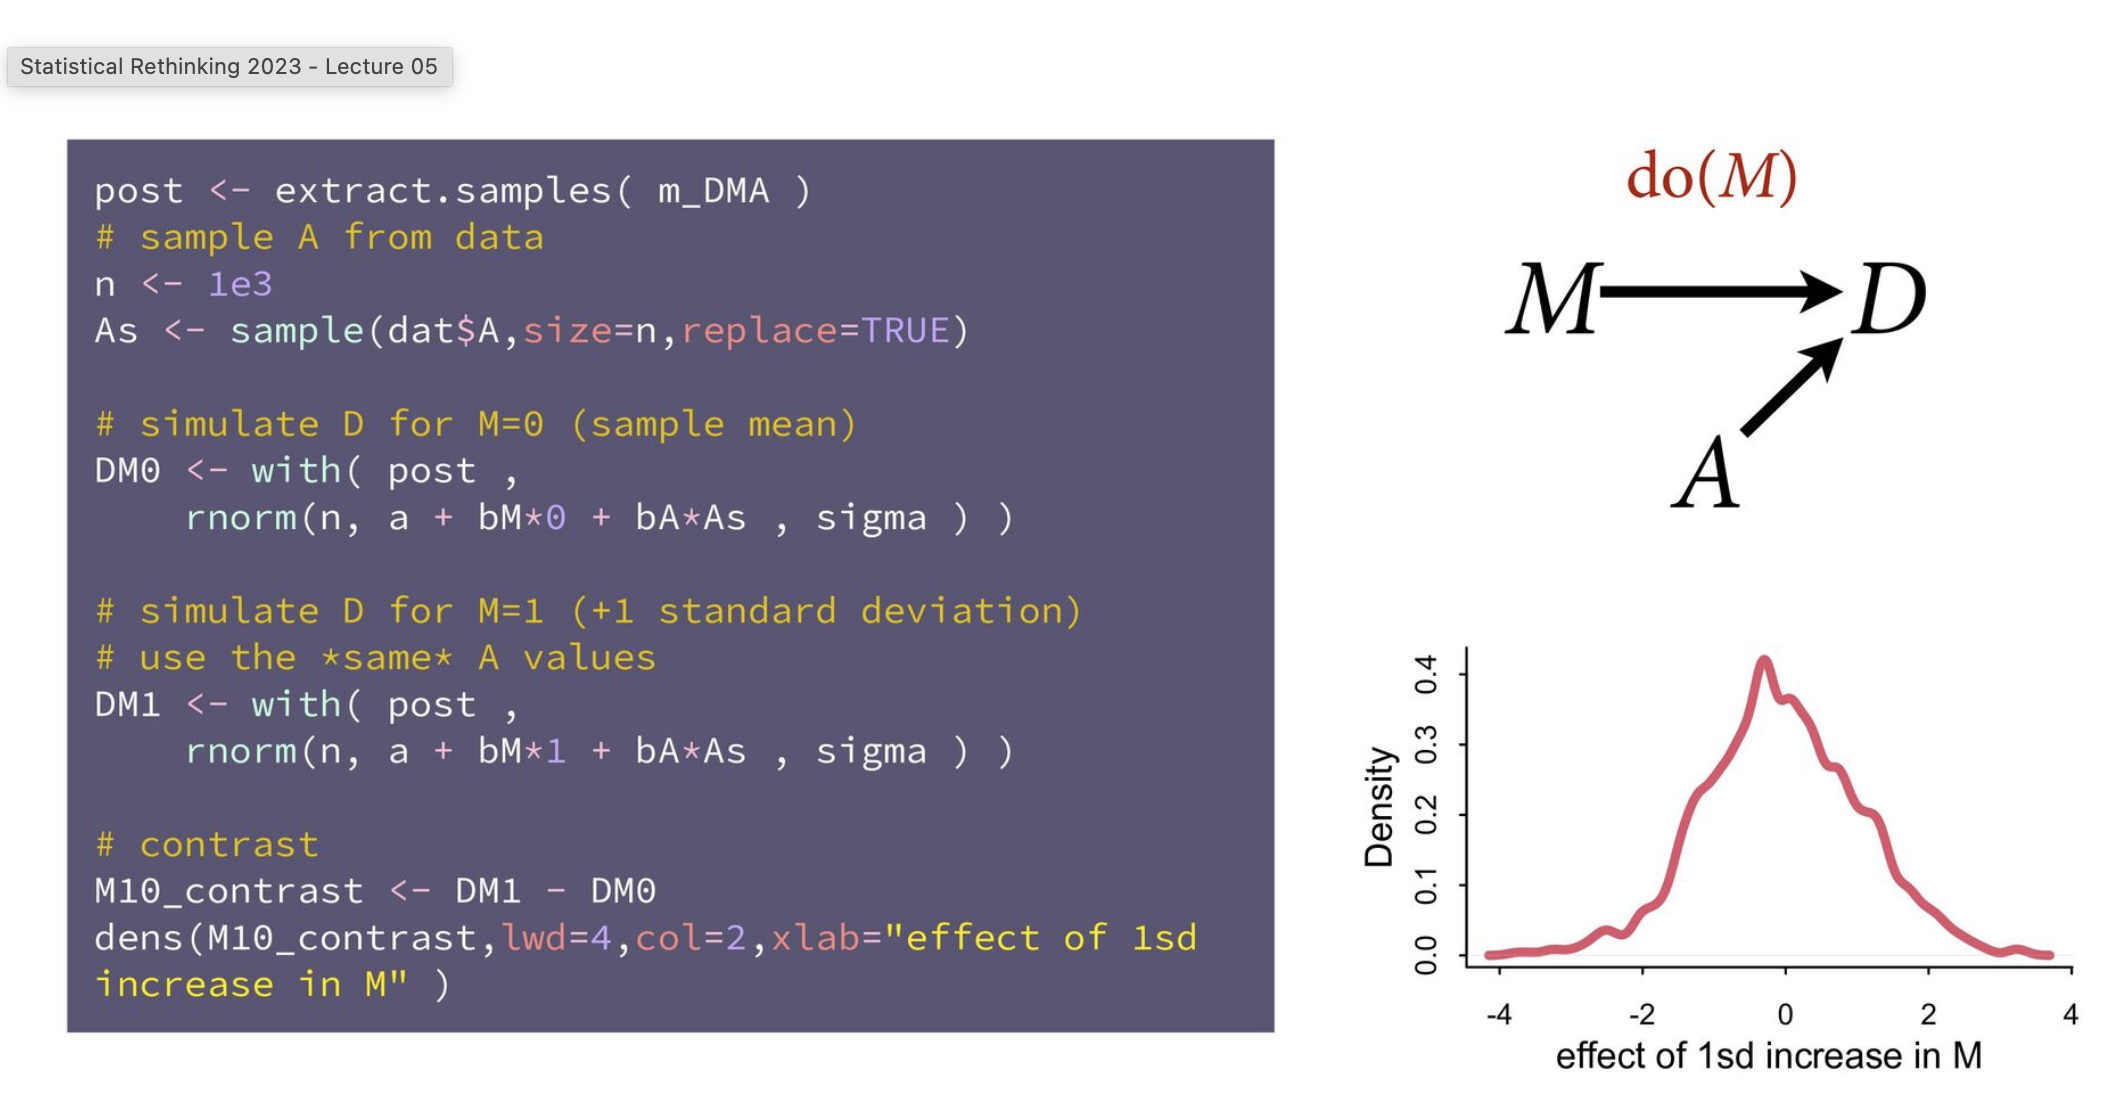 Statistical Rethinking 2023 - Lecture 05
post <- extract.samples( m_DMA )
# sample A from data
n <- 1e3
As <- sample(dat$A,size=n,replace=TRUE)
# simulate D for M=0 (sample mean)
DM0 <- with( post ,
rnorm(n, a + bM*0 + bA*As , sigma ) )
# simulate D for M=1 (+1 standard deviation)
# use the *same* A values
DM1 <- with( post ,
rnorm(n, a + bM*1 + bA*As , sigma ) )
# contrast
M10_contrast <- DM1 - DM0
dens(M10_contrast,lwd=4,col=2,xlab="effect of 1sd
increase in M" )
do(M)
M D
A
Density
0.4
0.3
0.2
0.1
0.0
-4 -2 0 2 4
effect of 1sd increase in M